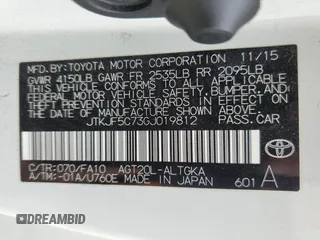 MFD.BY:TOYOTA MOTOR CORPORATION 11/15
GVWR 4150LB GAWR FR 2535LB RR 2095LB
THIS VEHICLE CONFORMS TO ALL APPLICABLE
FEDERAL MOTOR VEHICLE SAFETY, BUMPER, AND
THEFT PREVENTION STANDARDS IN EFFECT ON
THE DATE OF MANUFACTURE SHOWN ABOVE.
JTKJF5C73GJ019812 PASS.CAR
C/TR:070/FA10 AGT20L-ALTGKA
A/TM:-01A/U760E MADE IN JAPAN
TOYOTA
601 A